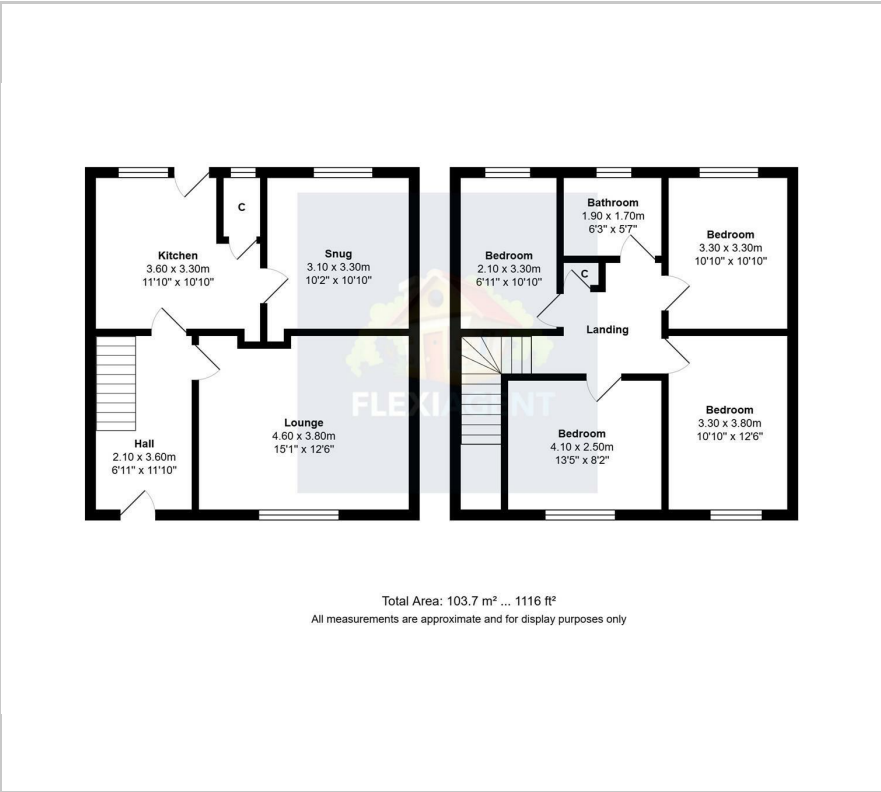 C
Kitchen
3.60 x 3.30m
11'10" x 10'10"
Snug
3.10 x 3.30m
10'2" x 10'10"
Lounge
4.60 x 3.80m
15'1" x 12'6"
Hall
2.10 x 3.60m
6'11" x 11'10"
Bathroom
1.90 x 1.70m
6'3" x 5'7"
Bedroom
3.30 x 3.30m
10'10" x 10'10"
Bedroom
2.10 x 3.30m
6'11" x 10'10"
C
Landing
Bedroom
3.30 x 3.80m
10'10" x 12'6"
Bedroom
4.10 x 2.50m
13'5" x 8'2"
FLEXIAGENT
Total Area: 103.7 m² ... 1116 ft²
All measurements are approximate and for display purposes only